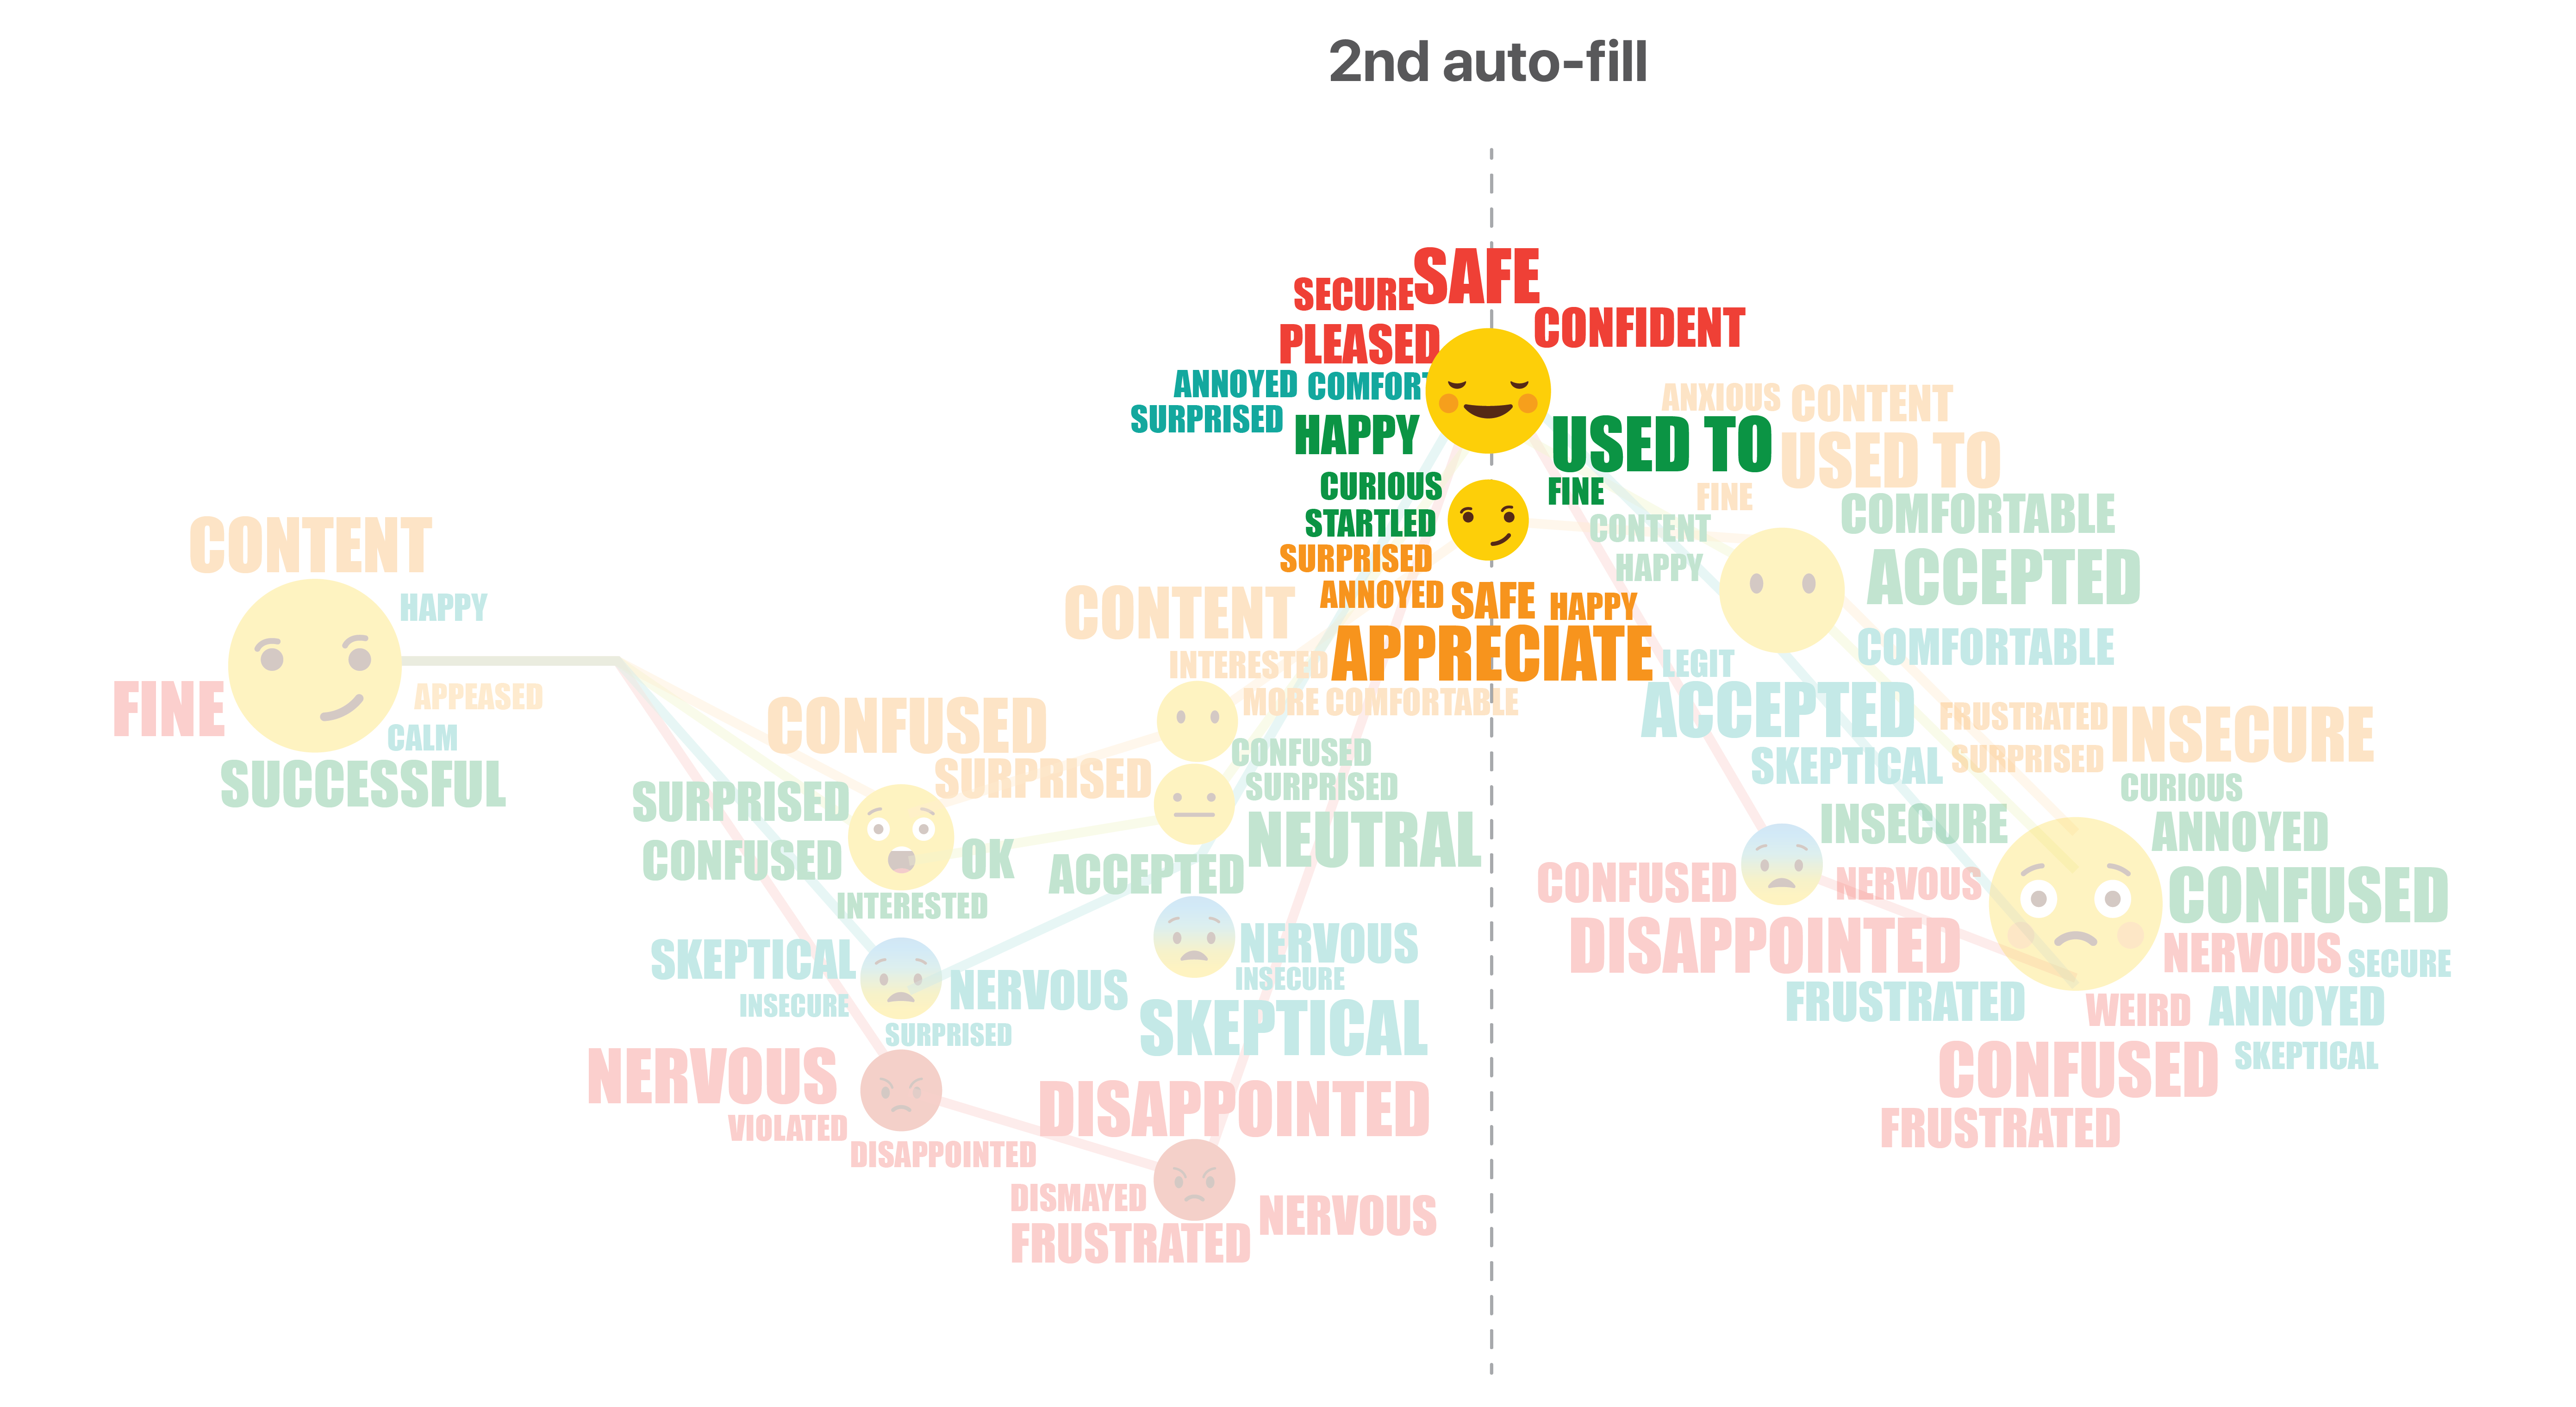 2nd auto-fill
SAFE
SECURE
CONFIDENT
PLEASED
ANNOYED COMFORT
SURPRISED
HAPPY
USED TO
CURIOUS
FINE
STARTLED
SURPRISED
ANNOYED SAFE HAPPY
APPRECIATE
CONTENT
HAPPY
FINE
APPEASED
CALM
SUCCESSFUL
CONFUSED
SURPRISED
SURPRISED
CONFUSED
OK
INTERESTED
SKEPTICAL
INSECURE
NERVOUS
SURPRISED
NERVOUS
VIOLATED
DISAPPOINTED
CONTENT
INTERESTED
MORE COMFORTABLE
CONFUSED
SURPRISED
NEUTRAL
ACCEPTED
NERVOUS
INSECURE
SKEPTICAL
DISAPPOINTED
DISMAYED
NERVOUS
FRUSTRATED
ANXIOUS CONTENT
USED TO
FINE
COMFORTABLE
CONTENT
HAPPY
ACCEPTED
COMFORTABLE
LEGIT
ACCEPTED
SKEPTICAL
INSECURE
CONFUSED
NERVOUS
DISAPPOINTED
FRUSTRATED
FRUSTRATED
INSECURE
SURPRISED
CURIOUS
ANNOYED
CONFUSED
NERVOUS
SECURE
WEIRD
ANNOYED
CONFUSED
SKEPTICAL
FRUSTRATED